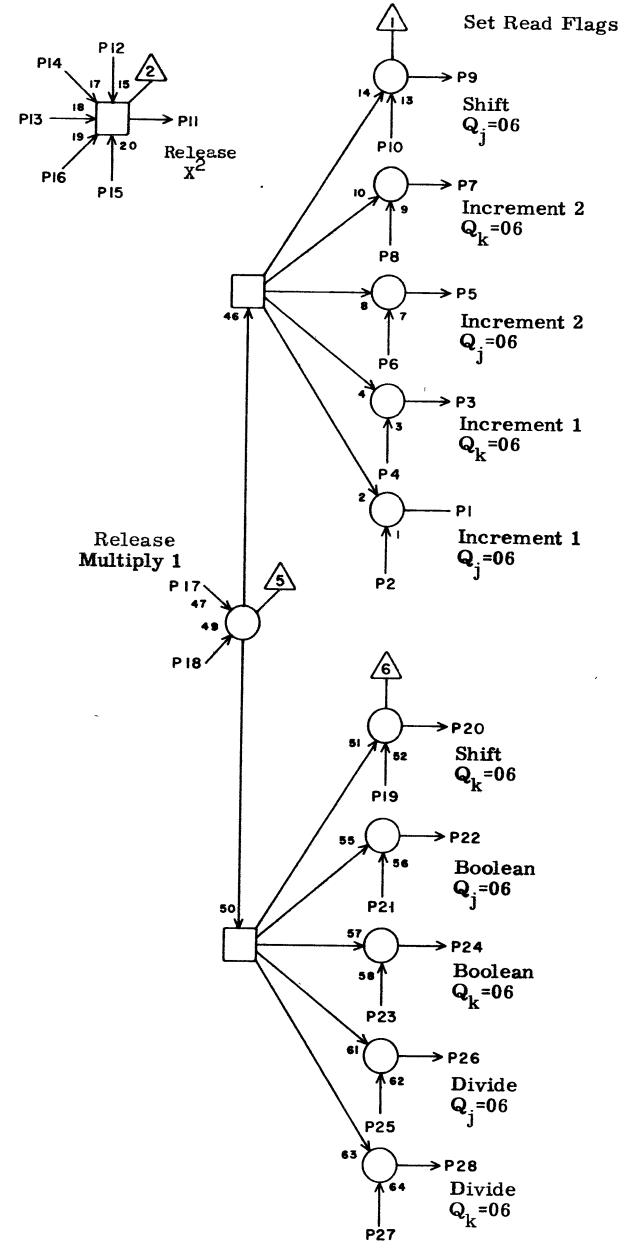 1
Set Read Flags
P12
P14
2
17
15
14
13
P9
P13
18
P11
Shift
Qj=06
19
20
Release
X2
P10
P16
P15
10
9
P7
Increment 2
Qk=06
P8
46
8
7
P5
Increment 2
Qj=06
P6
4
3
P3
Increment 1
Qk=06
P4
2
1
P1
Increment 1
Qj=06
P2
Release
Multiply 1
P17
47
5
49
P18
6
51
52
P20
Shift
Qk=06
P19
55
56
P22
Boolean
Qj=06
P21
50
57
58
P24
Boolean
Qk=06
P23
61
62
P26
Divide
Qj=06
P25
63
64
P28
Divide
Qk=06
P27